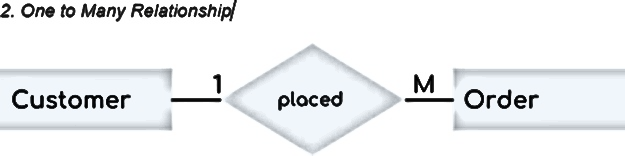 2. One to Many Relationship
Customer 1 placed M Order